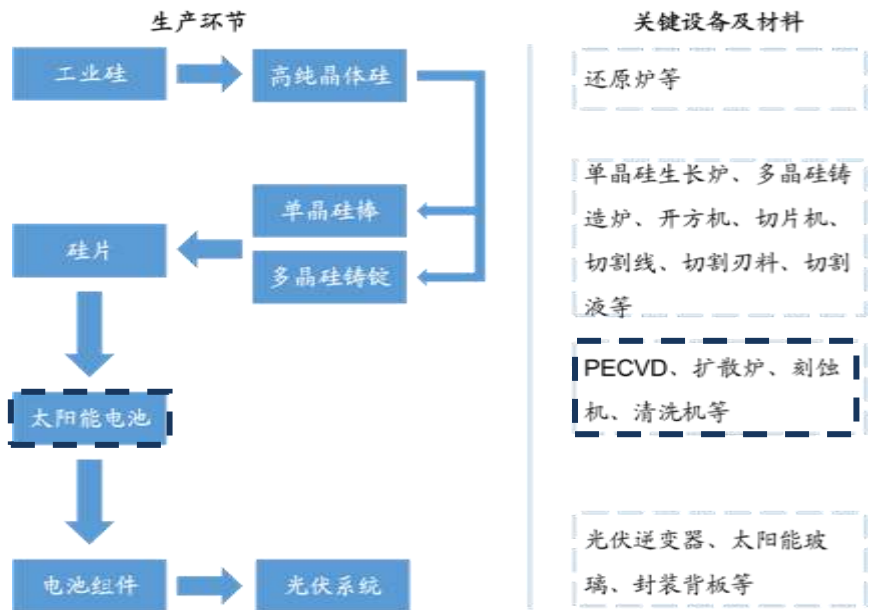 生产环节
关键设备及材料
工业硅
高纯晶体硅
还原炉等
单晶硅棒
硅片
多晶硅铸锭
单晶硅生长炉、多晶硅铸
造炉、开方机、切片机、
切割线、切割刃料、切割
液等
太阳能电池
PECVD、扩散炉、刻蚀
机、清洗机等
电池组件
光伏系统
光伏逆变器、太阳能玻
璃、封装背板等